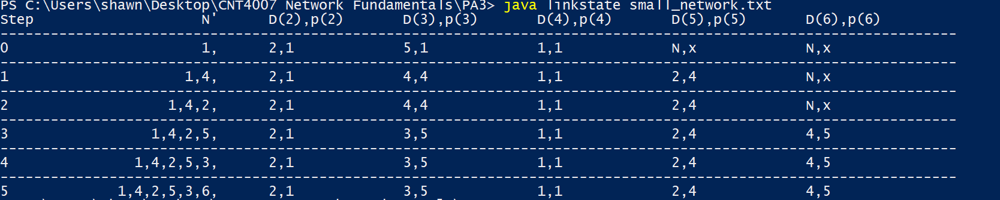 PS C:\Users\shawn\Desktop\CNT4007 Network Fundamentals\PA3> java linkstate small_network.txt
Step N' D(2),p(2) D(3),p(3) D(4),p(4) D(5),p(5) D(6),p(6)
------------------------------------------------------------------------------------------------------------------
0 1, 2,1 5,1 1,1 N,x N,x
------------------------------------------------------------------------------------------------------------------
1 1,4, 2,1 4,4 1,1 2,4 N,x
------------------------------------------------------------------------------------------------------------------
2 1,4,2, 2,1 4,4 1,1 2,4 N,x
------------------------------------------------------------------------------------------------------------------
3 1,4,2,5, 2,1 3,5 1,1 2,4 4,5
------------------------------------------------------------------------------------------------------------------
4 1,4,2,5,3, 2,1 3,5 1,1 2,4 4,5
------------------------------------------------------------------------------------------------------------------
5 1,4,2,5,3,6, 2,1 3,5 1,1 2,4 4,5